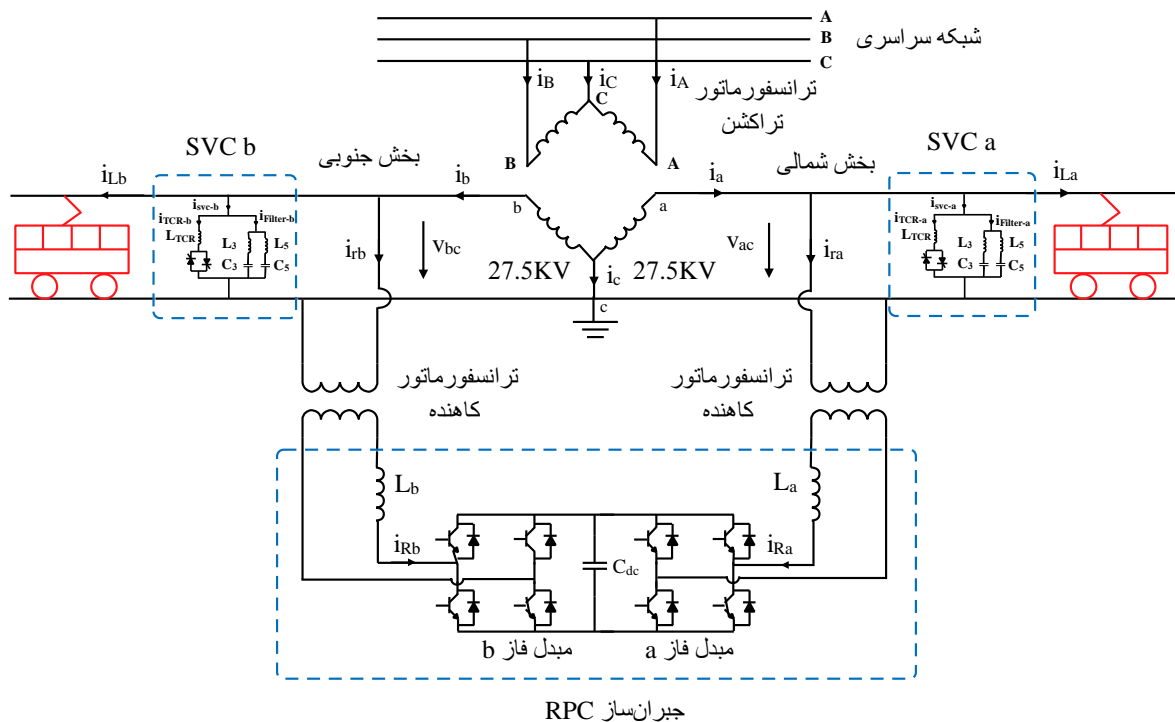 A
B
C
شبکه سراسری
iB
iC
iA
ترانسفورماتور
تراکشن
C
B
A
SVC b
بخش جنوبی
بخش شمالی
SVC a
iLb
ib
ia
iLa
b
a
isvc-b
iTCR-b
iFilter-b
LTCR
L3
L5
C3
C5
irb
vbc
27.5KV
27.5KV
ic
c
vac
ira
isvc-a
iTCR-a
iFilter-a
LTCR
L3
L5
C3
C5
ترانسفورماتور
کاهنده
ترانسفورماتور
کاهنده
Lb
La
iRb
Cdc
iRa
مبدل فاز b
مبدل فاز a
جبران‌ساز RPC